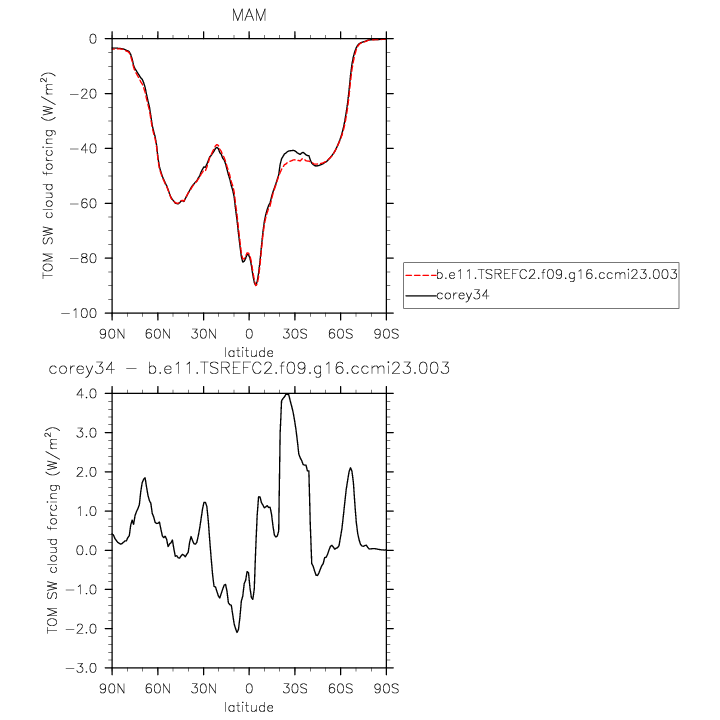 MAM
TOM SW cloud forcing (W/m²)
0
−20
−40
−60
−80
−100
90N 60N 30N 0 30S 60S 90S
latitude
b.e11.TSREFC2.f09.g16.ccmi23.003
corey34
corey34 − b.e11.TSREFC2.f09.g16.ccmi23.003
TOM SW cloud forcing (W/m²)
4.0
3.0
2.0
1.0
0.0
−1.0
−2.0
−3.0
90N 60N 30N 0 30S 60S 90S
latitude